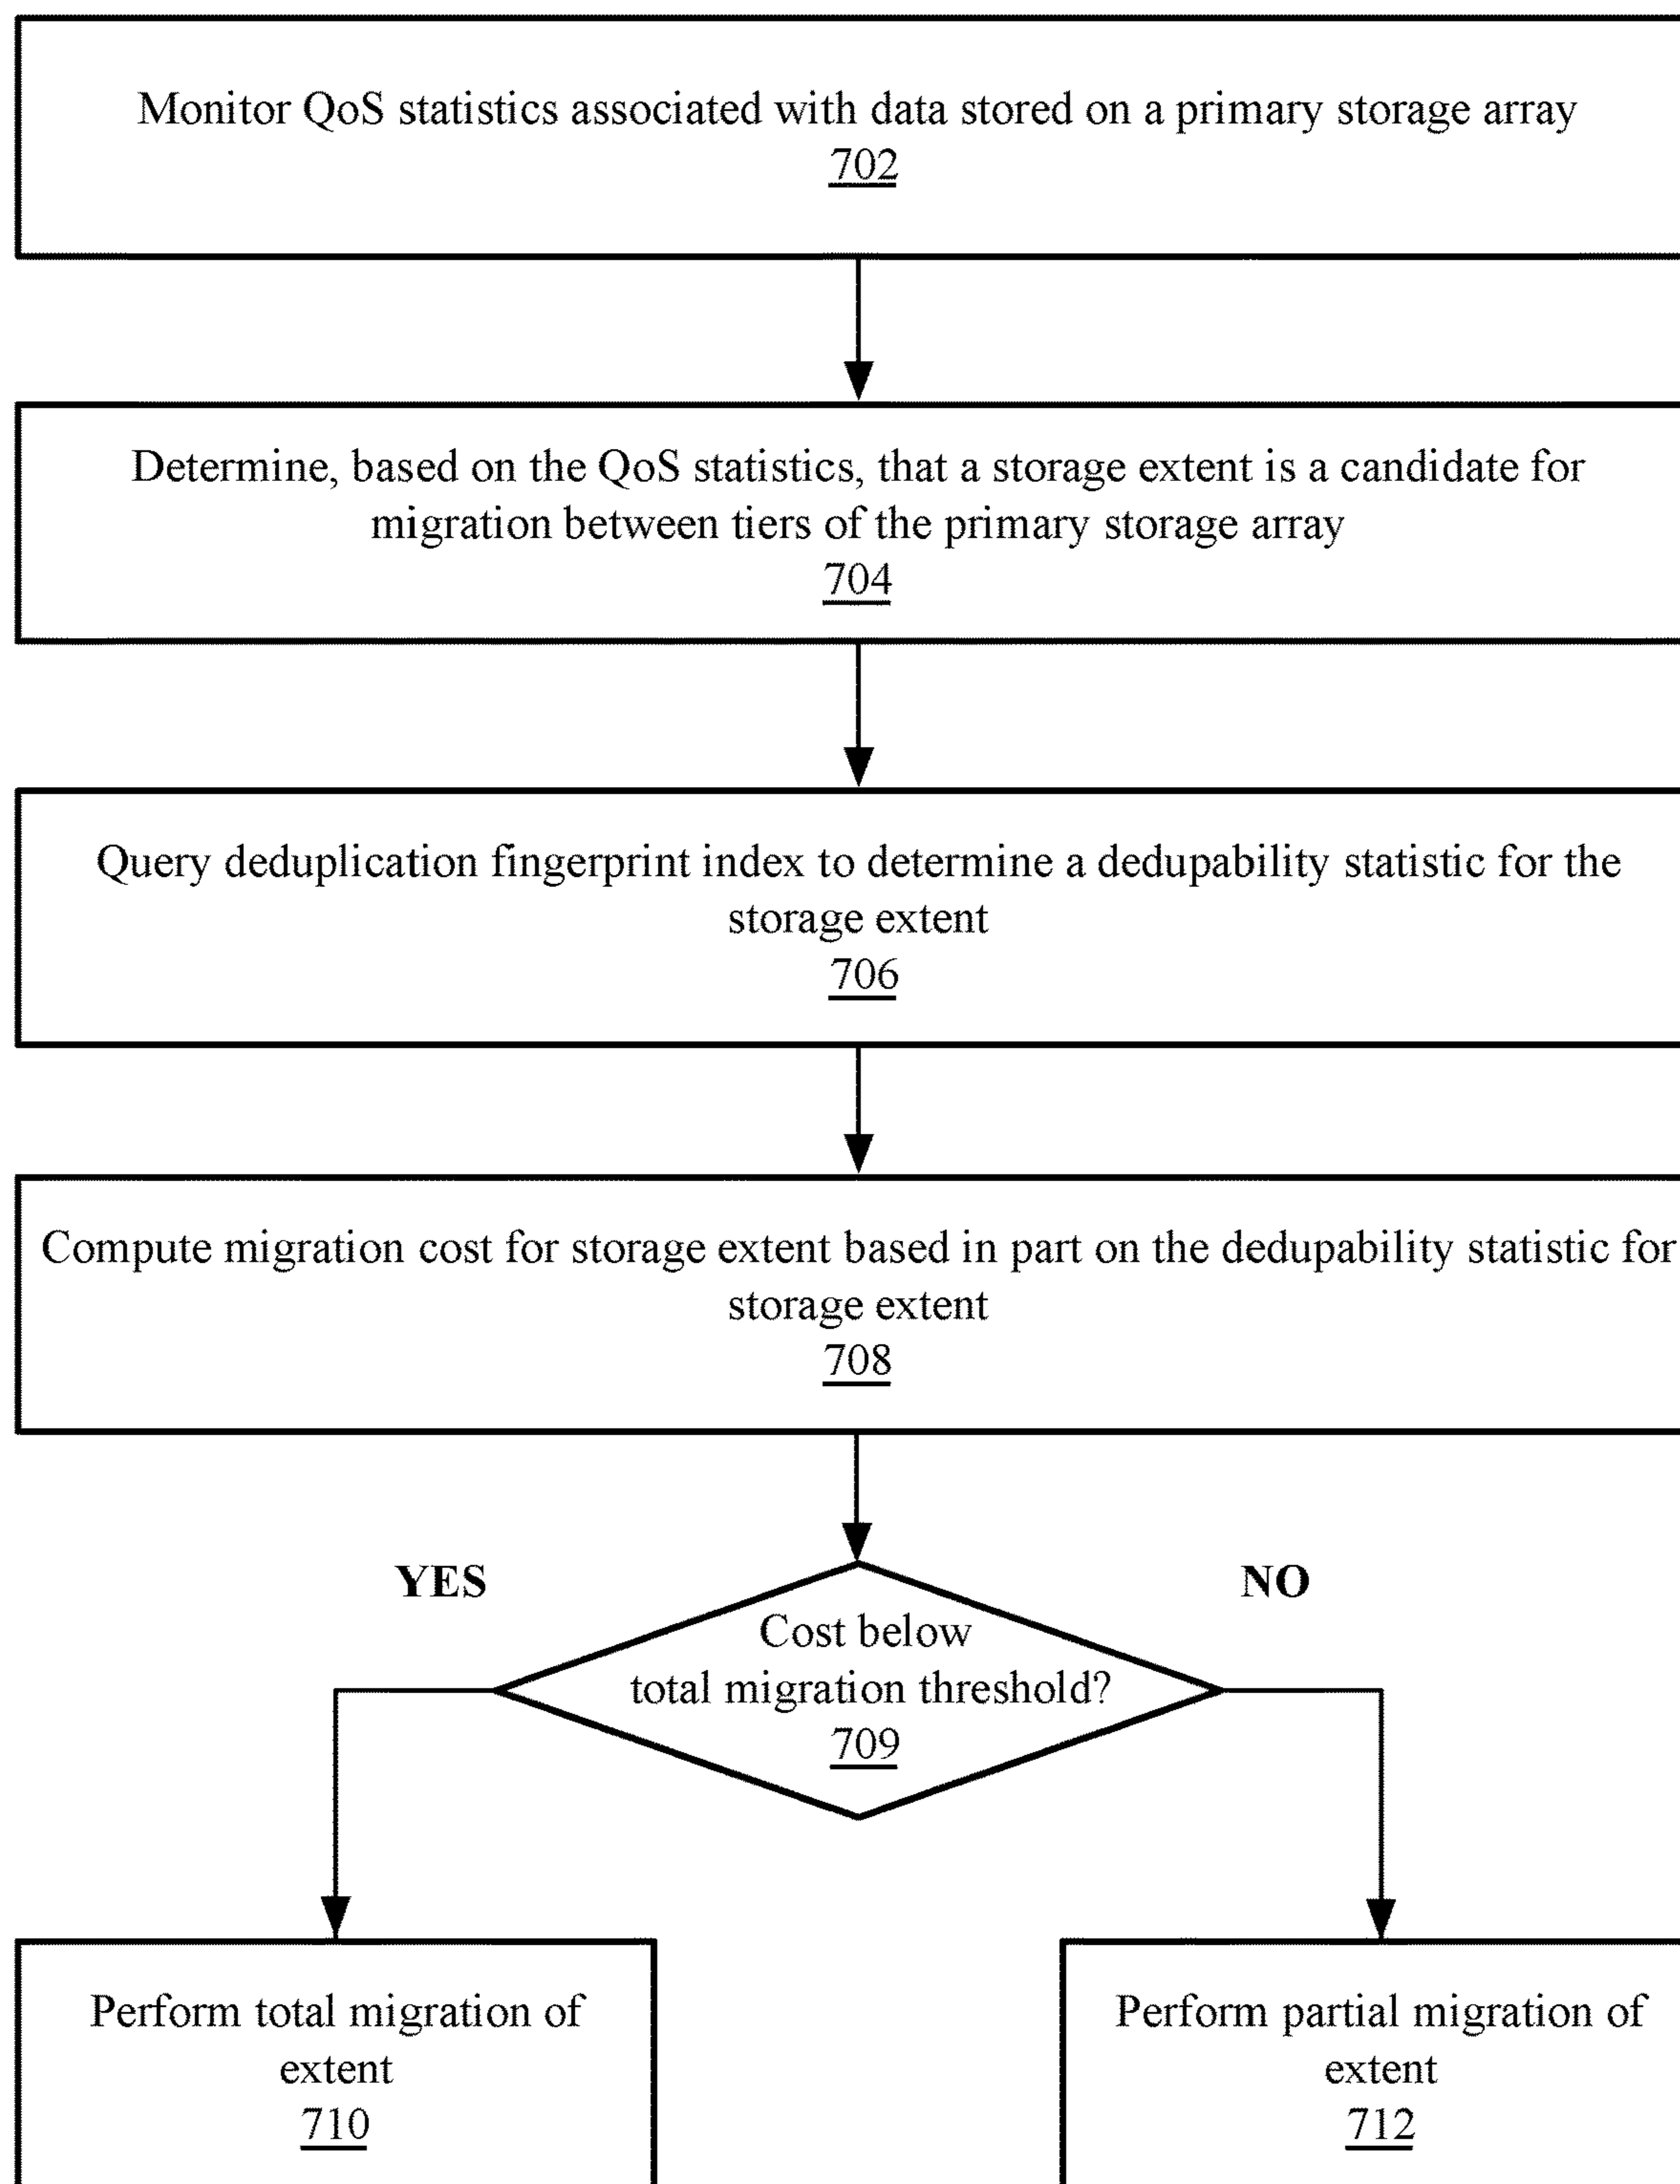 Monitor QoS statistics associated with data stored on a primary storage array
702
Determine, based on the QoS statistics, that a storage extent is a candidate for
migration between tiers of the primary storage array
704
Query deduplication fingerprint index to determine a dedupability statistic for the
storage extent
706
Compute migration cost for storage extent based in part on the dedupability statistic for
storage extent
708
YES
NO
Cost below
total migration threshold?
709
Perform total migration of
extent
710
Perform partial migration of
extent
712